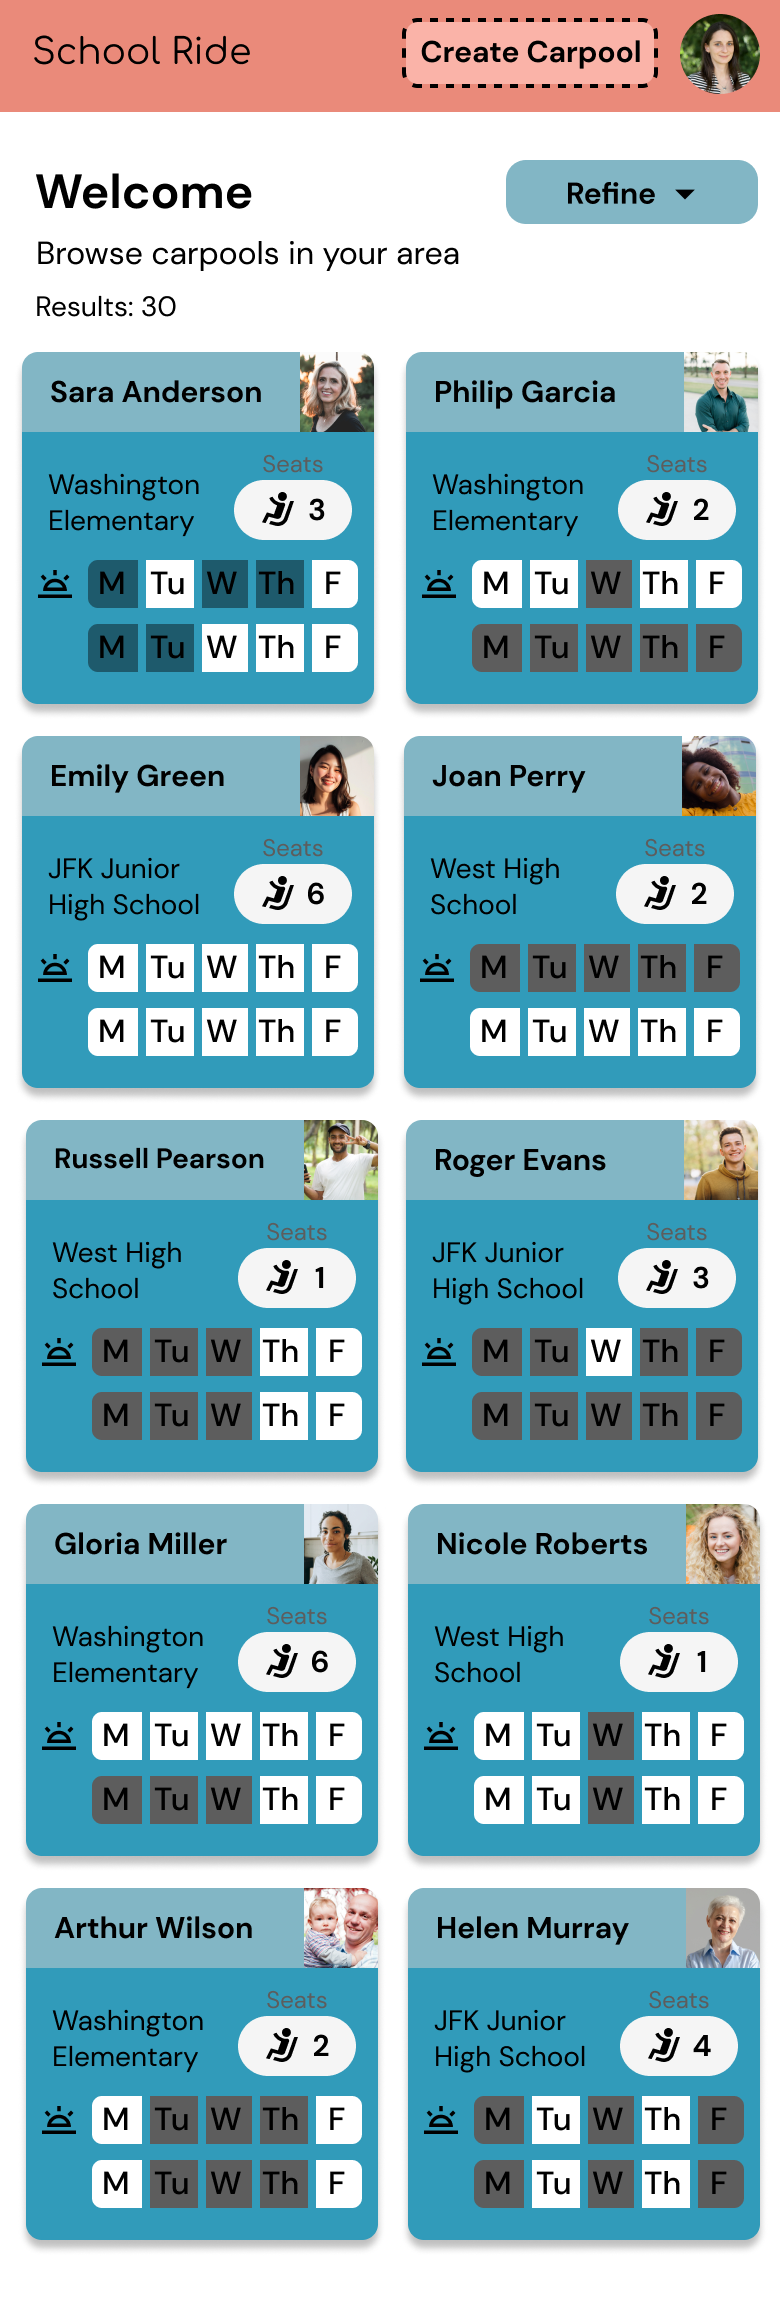 School Ride
Create Carpool
Welcome
Refine
Browse carpools in your area
Results: 30
Sara Anderson
Seats
Washington
Elementary
3
M Tu W Th F
M Tu W Th F
Philip Garcia
Seats
Washington
Elementary
2
M Tu W Th F
M Tu W Th F
Emily Green
Seats
JFK Junior
High School
6
M Tu W Th F
M Tu W Th F
Joan Perry
Seats
West High
School
2
M Tu W Th F
M Tu W Th F
Russell Pearson
Seats
West High
School
1
M Tu W Th F
M Tu W Th F
Roger Evans
Seats
JFK Junior
High School
3
M Tu W Th F
M Tu W Th F
Gloria Miller
Seats
Washington
Elementary
6
M Tu W Th F
M Tu W Th F
Nicole Roberts
Seats
West High
School
1
M Tu W Th F
M Tu W Th F
Arthur Wilson
Seats
Washington
Elementary
2
M Tu W Th F
M Tu W Th F
Helen Murray
Seats
JFK Junior
High School
4
M Tu W Th F
M Tu W Th F